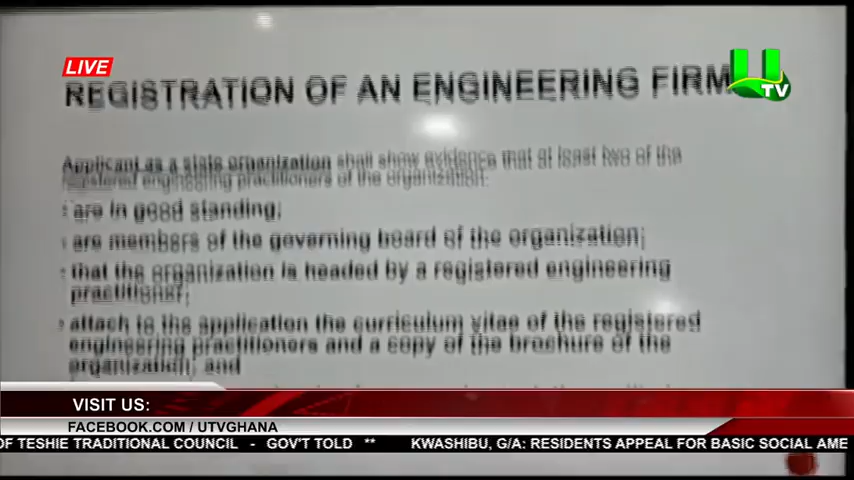 LIVE
U
TV
REGISTRATION OF AN ENGINEERING FIRM
Applicant as a state organization shall show evidence that at least two of the
registered engineering practitioners of the organization:
are in good standing;
are members of the governing board of the organization;
that the organization is headed by a registered engineering
practitioner;
attach to the application the curriculum vitae of the registered
engineering practitioners and a copy of the brochure of the
organization; and
VISIT US:
FACEBOOK.COM / UTVGHANA
OF TESHIE TRADITIONAL COUNCIL - GOV'T TOLD ** KWASHIBU, G/A: RESIDENTS APPEAL FOR BASIC SOCIAL AME